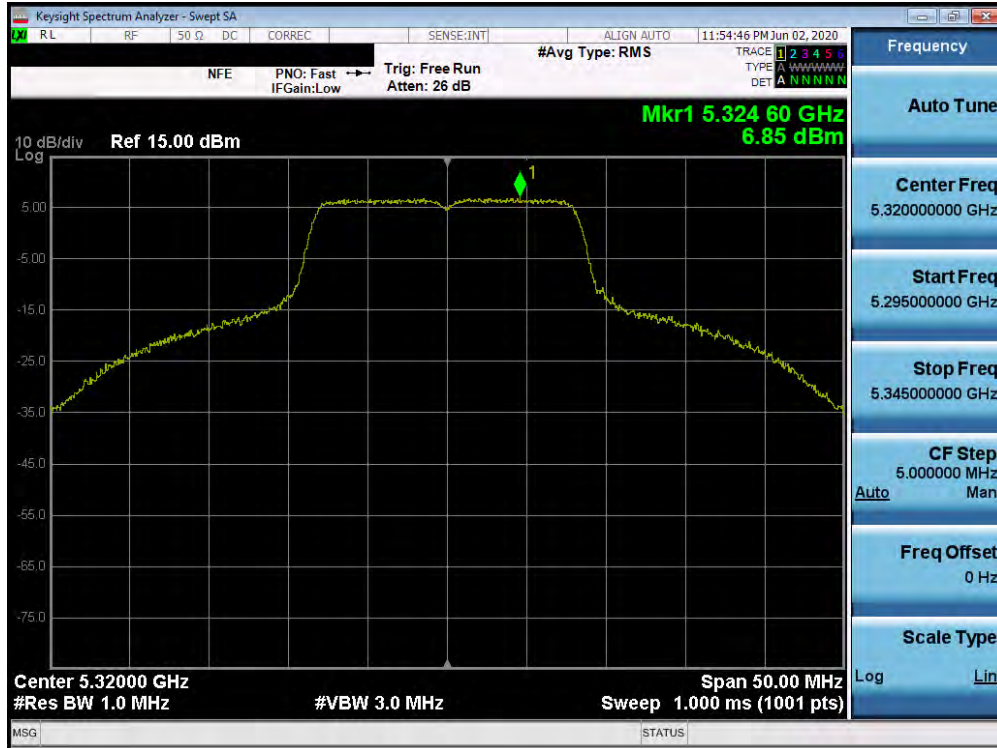 Keysight Spectrum Analyzer - Swept SA
LXI RL RF 50 Ω DC CORREC SENSE:INT ALIGN AUTO 11:54:46 PM Jun 02, 2020
NFE PNO: Fast Trig: Free Run #Avg Type: RMS TRACE 1 2 3 4 5 6
IFGain:Low Atten: 26 dB TYPE A WWWWW
DET A N N N N N
Mkr1 5.324 60 GHz
6.85 dBm
10 dB/div Ref 15.00 dBm
Log
1
5.00
-5.00
-15.0
-25.0
-35.0
-45.0
-55.0
-65.0
-75.0
Center 5.32000 GHz Span 50.00 MHz
#Res BW 1.0 MHz #VBW 3.0 MHz Sweep 1.000 ms (1001 pts)
MSG STATUS
Frequency
Auto Tune
Center Freq
5.320000000 GHz
Start Freq
5.295000000 GHz
Stop Freq
5.345000000 GHz
CF Step
5.000000 MHz
Auto Man
Freq Offset
0 Hz
Scale Type
Log Lin